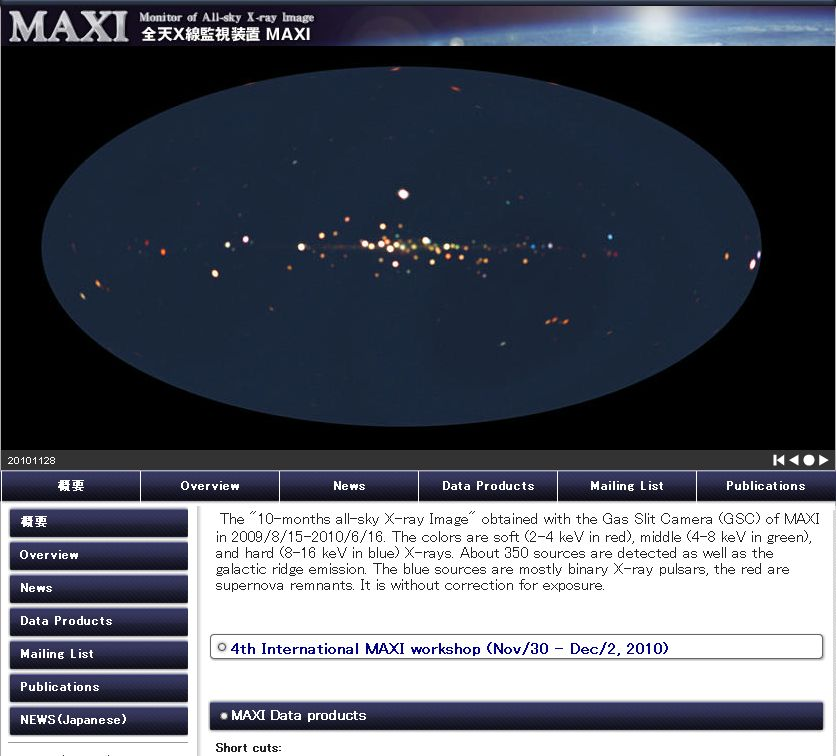 MAXI
Monitor of All-sky X-ray Image
全天X線監視装置 MAXI
20101128
概要
Overview
News
Data Products
Mailing List
Publications
概要
Overview
News
Data Products
Mailing List
Publications
NEWS(Japanese)
The "10-months all-sky X-ray Image" obtained with the Gas Slit Camera (GSC) of MAXI
in 2009/8/15-2010/6/16. The colors are soft (2-4 keV in red), middle (4-8 keV in green),
and hard (8-16 keV in blue) X-rays. About 350 sources are detected as well as the
galactic ridge emission. The blue sources are mostly binary X-ray pulsars, the red are
supernova remnants. It is without correction for exposure.
4th International MAXI workshop (Nov/30 - Dec/2, 2010)
MAXI Data products
Short cuts: